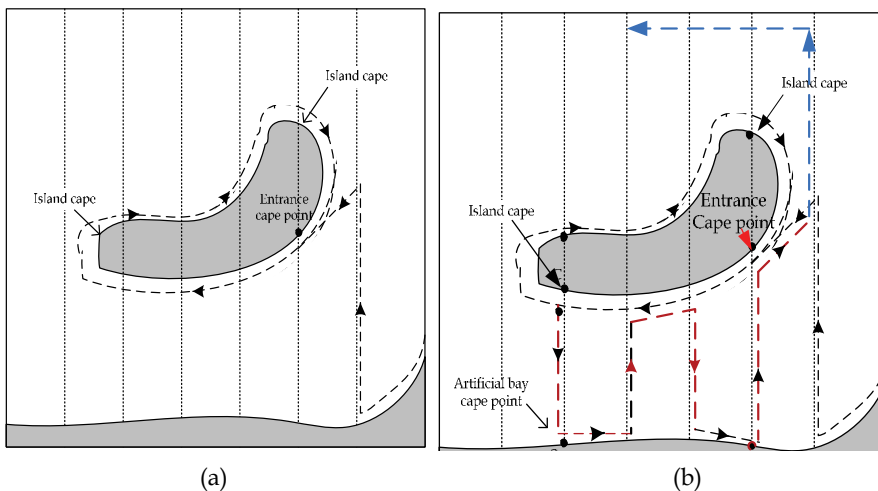 Island cape
Entrance
cape point
Island cape
(a)
Island cape
Entrance
Cape point
Island cape
Artificial bay
cape point
(b)